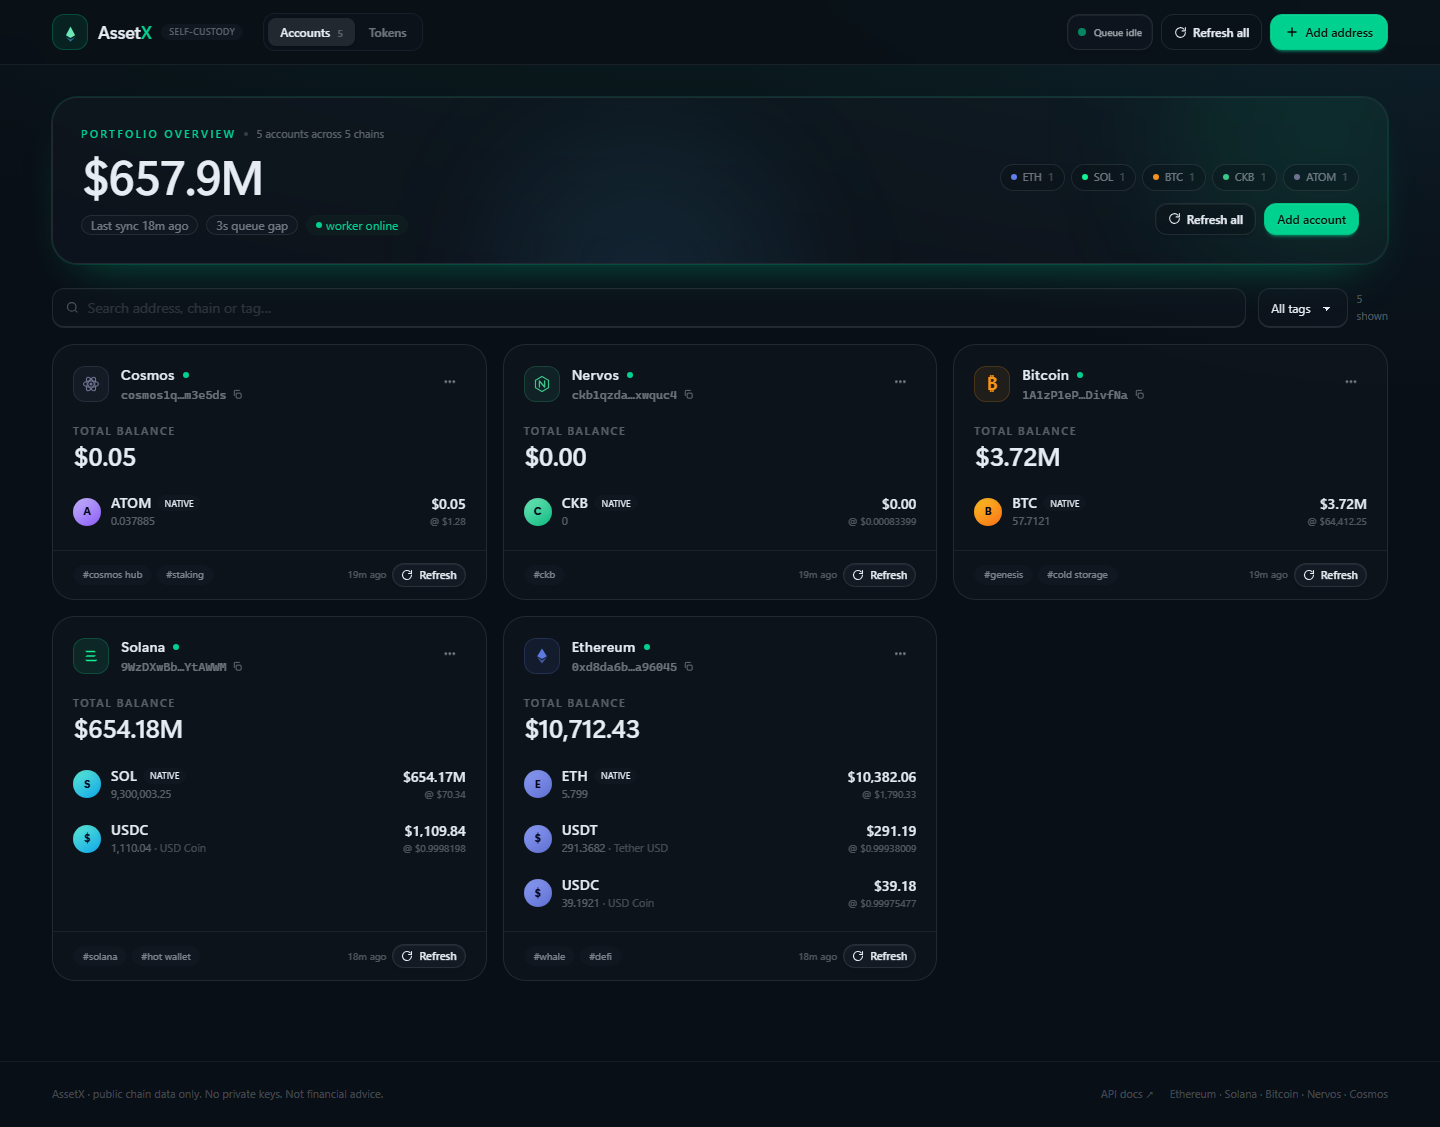 AssetX SELF-CUSTODY Accounts 5 Tokens Queue idle Refresh all + Add address
PORTFOLIO OVERVIEW • 5 accounts across 5 chains
$657.9M
ETH 1 SOL 1 BTC 1 CKB 1 ATOM 1
Last sync 18m ago 3s queue gap worker online
Refresh all Add account
Search address, chain or tag...
All tags
5
shown
Cosmos
cosmos1q…m3e5ds
TOTAL BALANCE
$0.05
A ATOM NATIVE $0.05
0.037885 @ $1.28
#cosmos hub #staking 19m ago Refresh
Nervos
ckb1qzda…xwquc4
TOTAL BALANCE
$0.00
C CKB NATIVE $0.00
0 @ $0.00083399
#ckb 19m ago Refresh
Bitcoin
1A1zP1eP…DivfNa
TOTAL BALANCE
$3.72M
B BTC NATIVE $3.72M
57.7121 @ $64,412.25
#genesis #cold storage 19m ago Refresh
Solana
9WzDXwBb…YtAWWM
TOTAL BALANCE
$654.18M
S SOL NATIVE $654.17M
9,300,003.25 @ $70.34
$ USDC $1,109.84
1,110.04 · USD Coin @ $0.9998198
#solana #hot wallet 18m ago Refresh
Ethereum
0xd8da6b…a96045
TOTAL BALANCE
$10,712.43
E ETH NATIVE $10,382.06
5.799 @ $1,790.33
$ USDT $291.19
291.3682 · Tether USD @ $0.99938009
$ USDC $39.18
39.1921 · USD Coin @ $0.99975477
#whale #defi 18m ago Refresh
AssetX · public chain data only. No private keys. Not financial advice.
API docs ↗ Ethereum · Solana · Bitcoin · Nervos · Cosmos